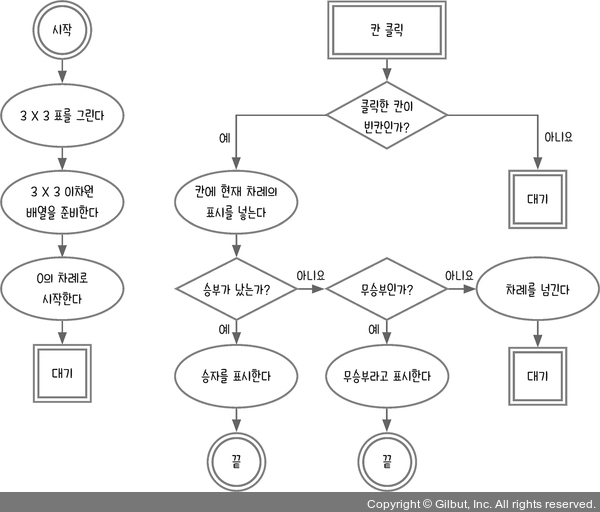 시작
3 X 3 표를 그린다
3 X 3 이차원
배열을 준비한다
O의 차례로
시작한다
대기
칸 클릭
클릭한 칸이
빈칸인가?
예
아니요
칸에 현재 차례의
표시를 넣는다
대기
승부가 났는가?
아니요
무승부인가?
아니요
차례를 넘긴다
예
예
승자를 표시한다
무승부라고 표시한다
대기
끝
끝
Copyright © Gilbut, Inc. All rights reserved.